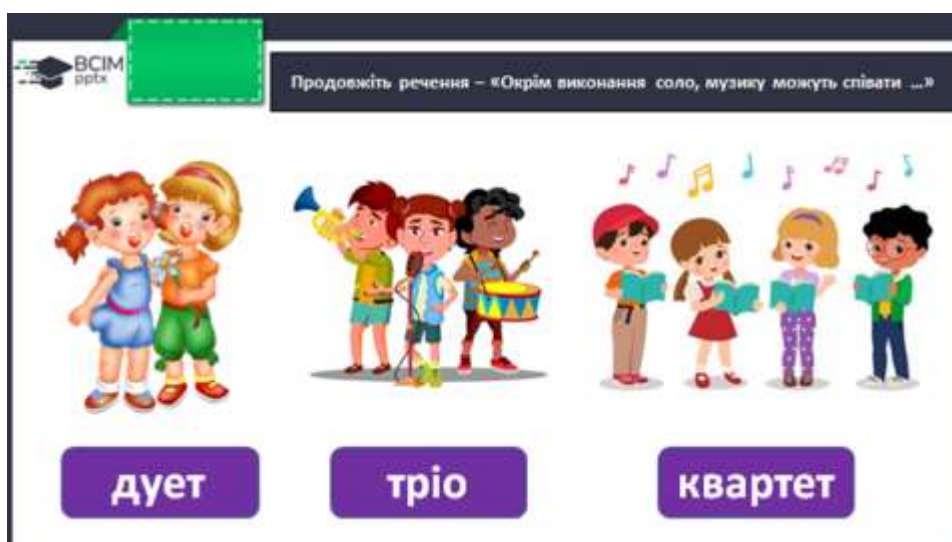 ВСІМ
pptx
Продовжіть речення – «Окрім виконання соло, музику можуть співати ...»
дует
тріо
квартет